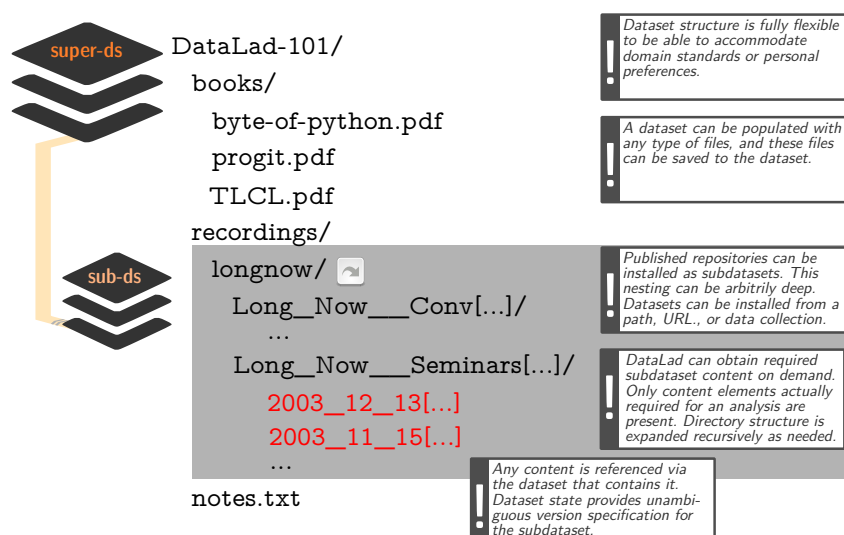 super-ds
DataLad-101/
books/
byte-of-python.pdf
progit.pdf
TLCL.pdf
recordings/
sub-ds
longnow/
Long_Now__Conv[...]/
...
Long_Now__Seminars[...]/
2003_12_13[...]
2003_11_15[...]
...
notes.txt
!
Dataset structure is fully flexible
to be able to accommodate
domain standards or personal
preferences.
!
A dataset can be populated with
any type of files, and these files
can be saved to the dataset.
!
Published repositories can be
installed as subdatasets. This
nesting can be arbitrily deep.
Datasets can be installed from a
path, URL., or data collection.
!
DataLad can obtain required
subdataset content on demand.
Only content elements actually
required for an analysis are
present. Directory structure is
expanded recursively as needed.
!
Any content is referenced via
the dataset that contains it.
Dataset state provides unambi-
guous version specification for
the subdataset.